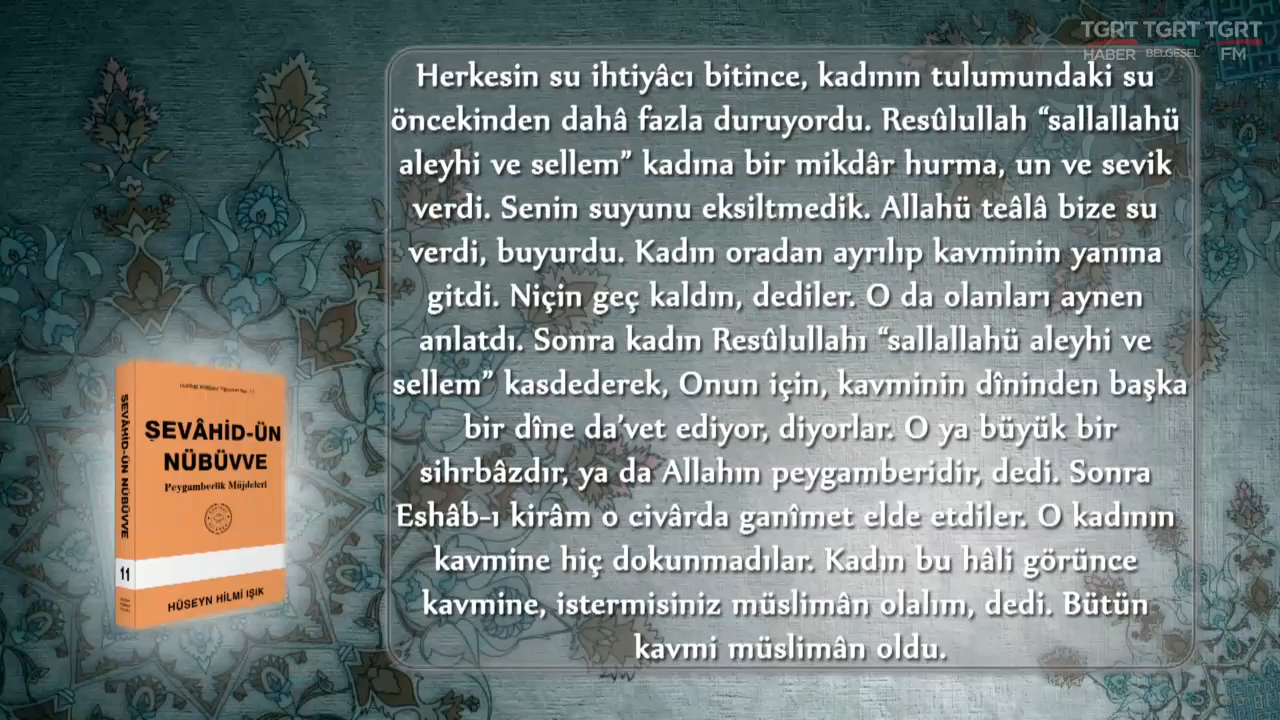 TGRT TGRT TGRT
HABER BELGESEL FM
Herkesin su ihtiyâcı bitince, kadının tulumundaki su
öncekinden dahâ fazla duruyordu. Resûlullah “sallallahü
aleyhi ve sellem” kadına bir mikdâr hurma, un ve sevik
verdi. Senin suyunu eksiltmedik. Allahü teâlâ bize su
verdi, buyurdu. Kadın oradan ayrılıp kavminin yanına
gitdi. Niçin geç kaldın, dediler. O da olanları aynen
anlatdı. Sonra kadın Resûlullahı “sallallahü aleyhi ve
sellem” kasdederek, Onun için, kavminin dîninden başka
bir dîne da’vet ediyor, diyorlar. O ya büyük bir
sihrbâzdır, ya da Allahın peygamberidir, dedi. Sonra
Eshâb-ı kirâm o civârda ganîmet elde etdiler. O kadının
kavmine hiç dokunmadılar. Kadın bu hâli görünce
kavmine, istermisiniz müslimân olalım, dedi. Bütün
kavmi müslimân oldu.
ŞEVÂHİD-ÜN NÜBÜVVE
11
ŞEVÂHİD-ÜN
NÜBÜVVE
Peygamberlik Müjdeleri
HÜSEYN HİLMİ IŞIK